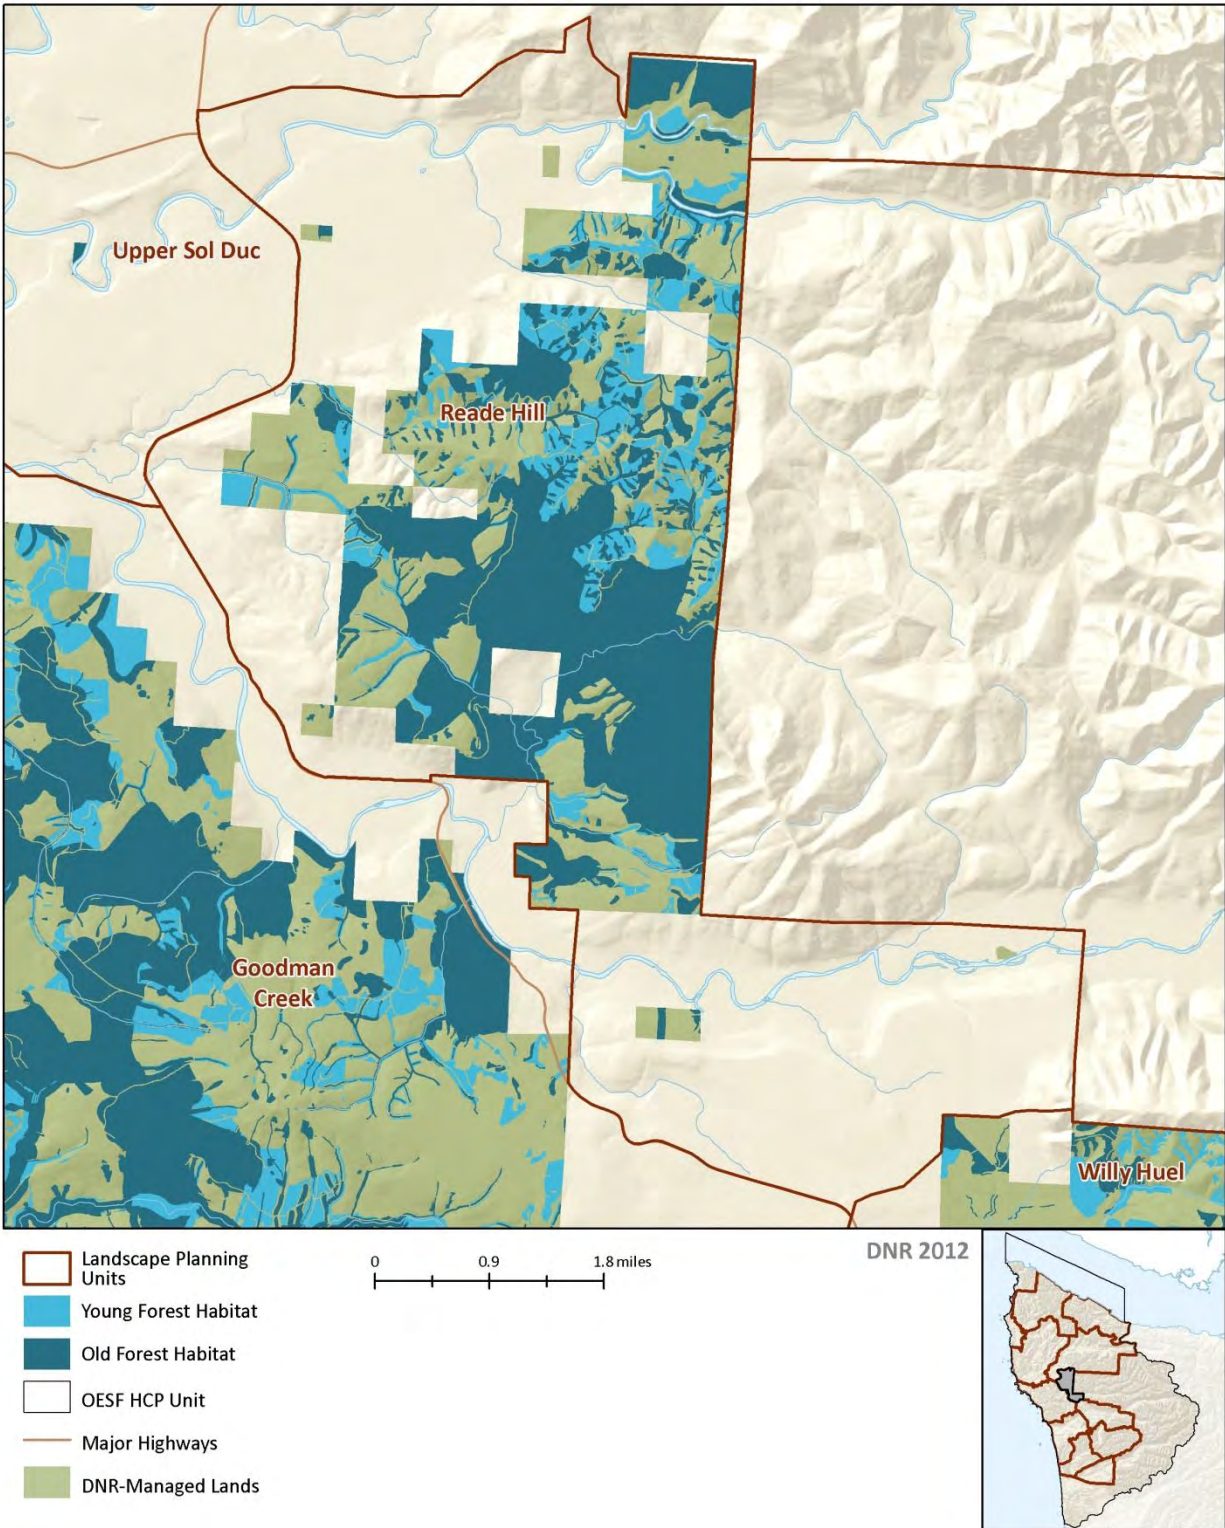 Upper Sol Duc
Reade Hill
Goodman
Creek
Willy Huel
Landscape Planning
Units
Young Forest Habitat
Old Forest Habitat
OESF HCP Unit
Major Highways
DNR-Managed Lands
0 0.9 1.8 miles
DNR 2012